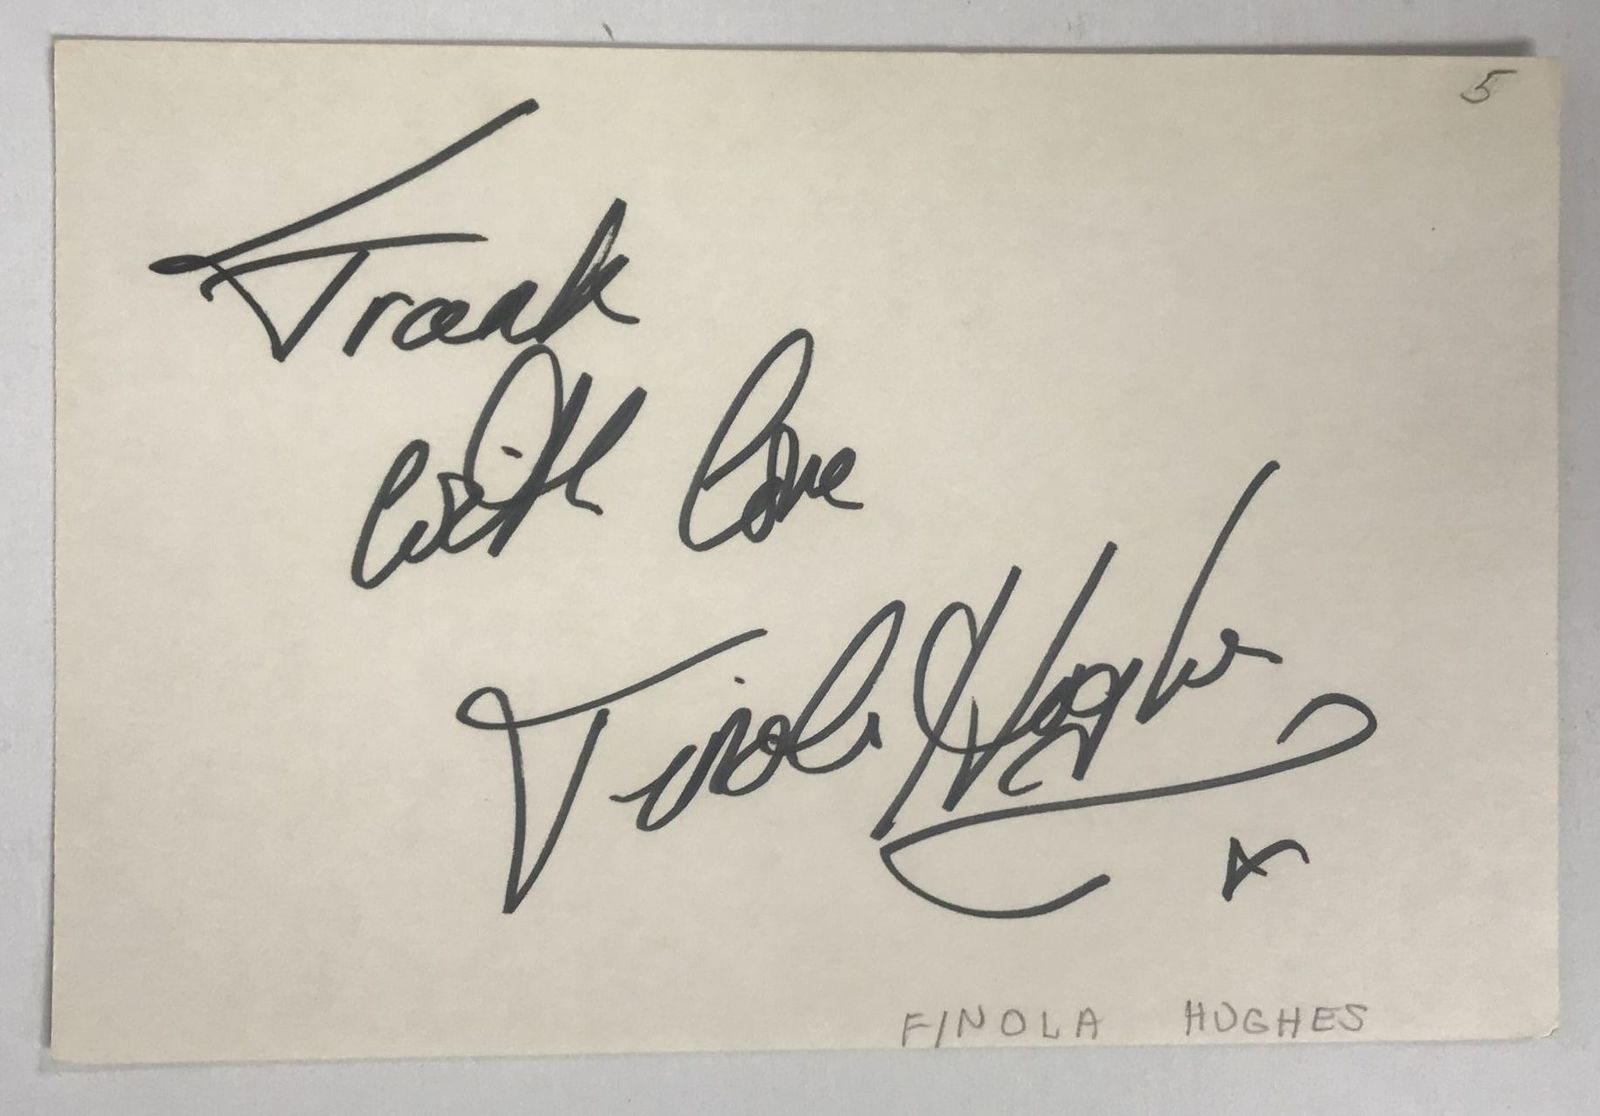 5
Frank
with love
Finola Hughes
x
FINOLA HUGHES